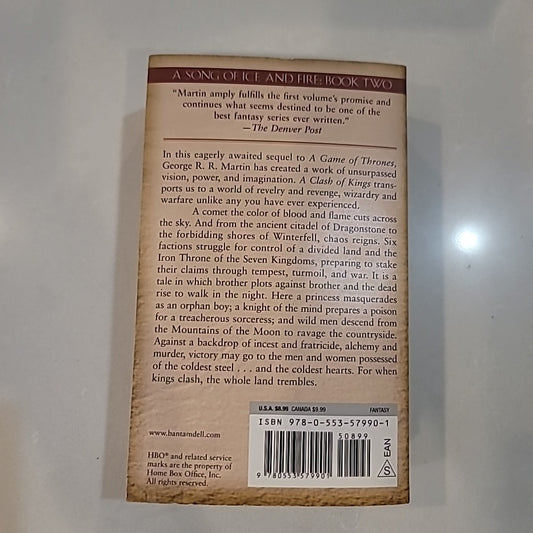 A SONG OF ICE AND FIRE: BOOK TWO
"Martin amply fulfills the first volume's promise and
continues what seems destined to be one of the
best fantasy series ever written."
—The Denver Post
In this eagerly awaited sequel to A Game of Thrones,
George R. R. Martin has created a work of unsurpassed
vision, power, and imagination. A Clash of Kings trans-
ports us to a world of revelry and revenge, wizardry and
warfare unlike any you have ever experienced.
A comet the color of blood and flame cuts across
the sky. And from the ancient citadel of Dragonstone to
the forbidding shores of Winterfell, chaos reigns. Six
factions struggle for control of a divided land and the
Iron Throne of the Seven Kingdoms, preparing to stake
their claims through tempest, turmoil, and war. It is a
tale in which brother plots against brother and the dead
rise to walk in the night. Here a princess masquerades
as an orphan boy; a knight of the mind prepares a poison
for a treacherous sorceress; and wild men descend from
the Mountains of the Moon to ravage the countryside.
Against a backdrop of incest and fratricide, alchemy and
murder, victory may go to the men and women possessed
of the coldest steel . . . and the coldest hearts. For when
kings clash, the whole land trembles.
U.S.A. $8.99 CANADA $9.99 FANTASY
ISBN 978-0-553-57990-1
50899
www.bantamdell.com
HBO® and related service
marks are the property of
Home Box Office, Inc.
All rights reserved.
9 780553 579901
S EAN